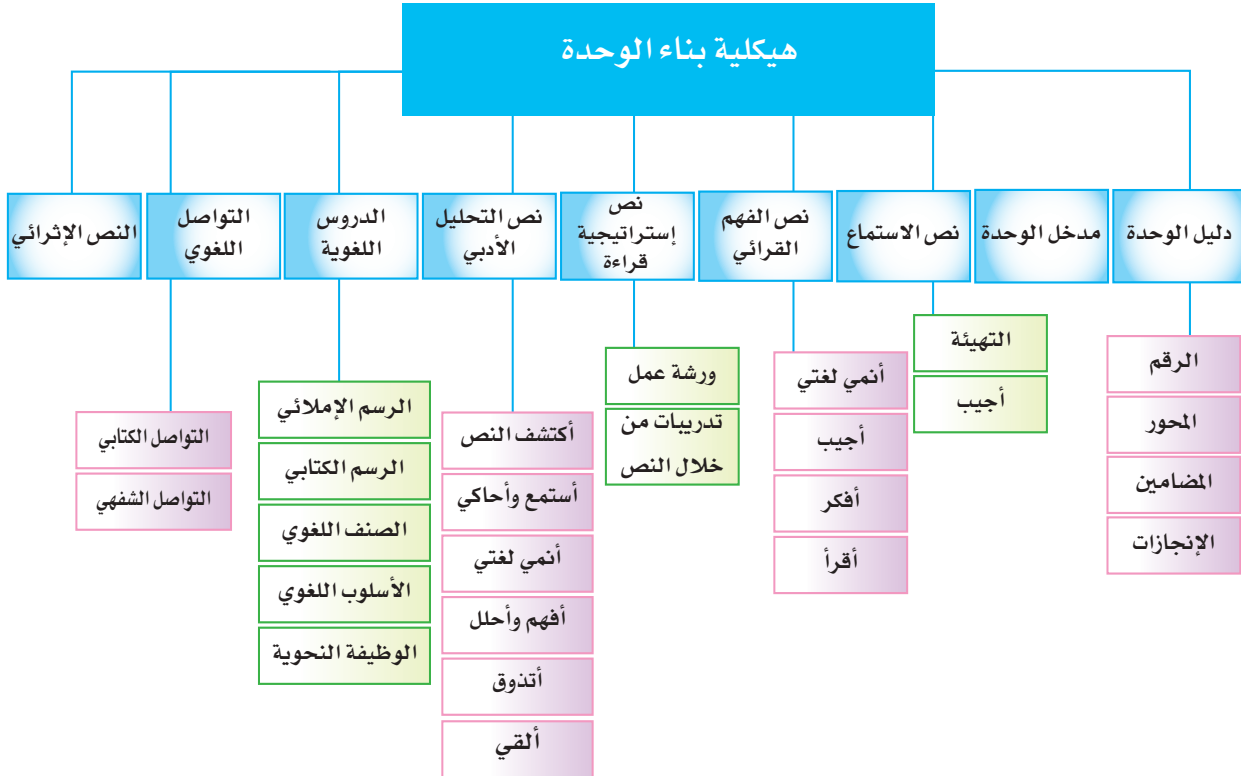 هيكلية بناء الوحدة
دليل الوحدة
الرقم
المحور
المضامين
الإنجازات
مدخل الوحدة
نص الاستماع
التهيئة
أجيب
نص الفهم
القرائي
أنمي لغتي
أجيب
أفكر
أقرأ
نص
إستراتيجية
قراءة
ورشة عمل
تدريبات من
خلال النص
نص التحليل
الأدبي
أكتشف النص
أستمع وأحاكي
أنمي لغتي
أفهم وأحلل
أتذوق
ألقي
الدروس
اللغوية
الرسم الإملائي
الرسم الكتابي
الصنف اللغوي
الأسلوب اللغوي
الوظيفة النحوية
التواصل
اللغوي
التواصل الكتابي
التواصل الشفهي
النص الإثرائي